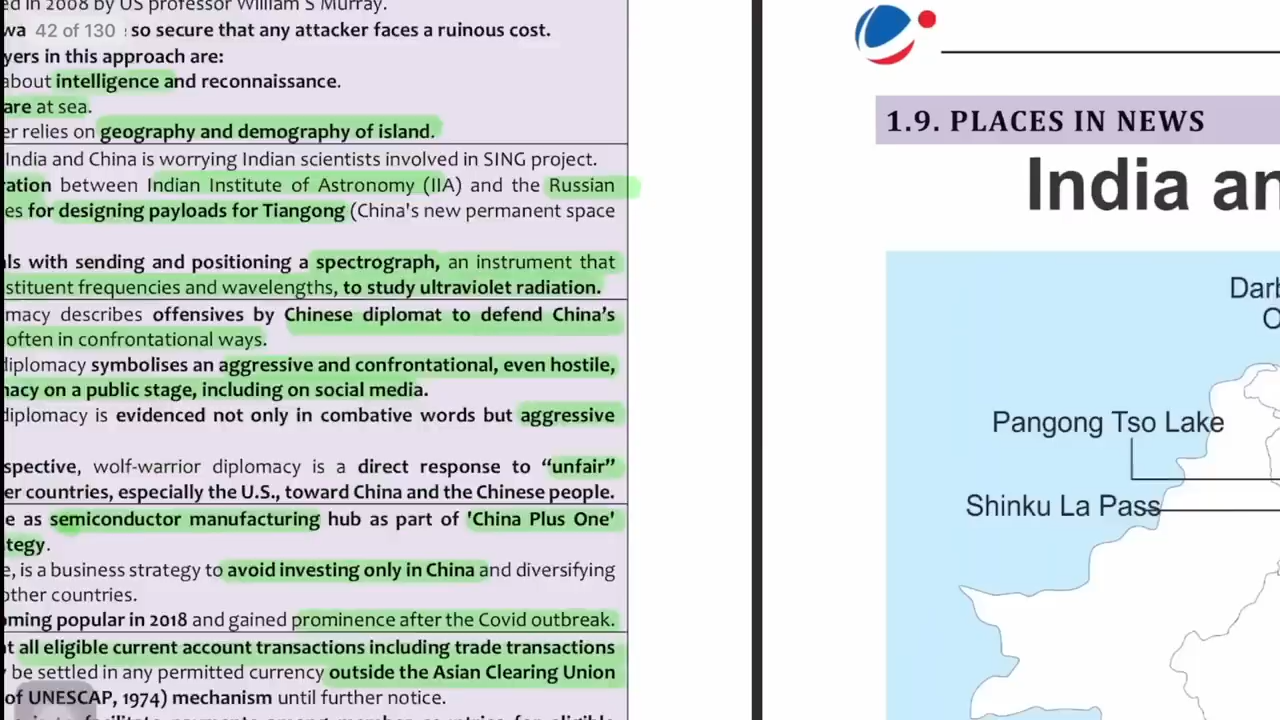 ed in 2008 by US professor William S Murray.
wa 42 of 130 so secure that any attacker faces a ruinous cost.
yers in this approach are:
about intelligence and reconnaissance.
are at sea.
er relies on geography and demography of island.
India and China is worrying Indian scientists involved in SING project.
ration between Indian Institute of Astronomy (IIA) and the Russian
es for designing payloads for Tiangong (China's new permanent space
ls with sending and positioning a spectrograph, an instrument that
stituent frequencies and wavelengths, to study ultraviolet radiation.
macy describes offensives by Chinese diplomat to defend China's
often in confrontational ways.
diplomacy symbolises an aggressive and confrontational, even hostile,
macy on a public stage, including on social media.
diplomacy is evidenced not only in combative words but aggressive
spective, wolf-warrior diplomacy is a direct response to “unfair”
er countries, especially the U.S., toward China and the Chinese people.
e as semiconductor manufacturing hub as part of 'China Plus One'
tegy.
e, is a business strategy to avoid investing only in China and diversifying
other countries.
oming popular in 2018 and gained prominence after the Covid outbreak.
at all eligible current account transactions including trade transactions
be settled in any permitted currency outside the Asian Clearing Union
of UNESCAP, 1974) mechanism until further notice.
1.9. PLACES IN NEWS
India an
Darb
O
Pangong Tso Lake
Shinku La Pass